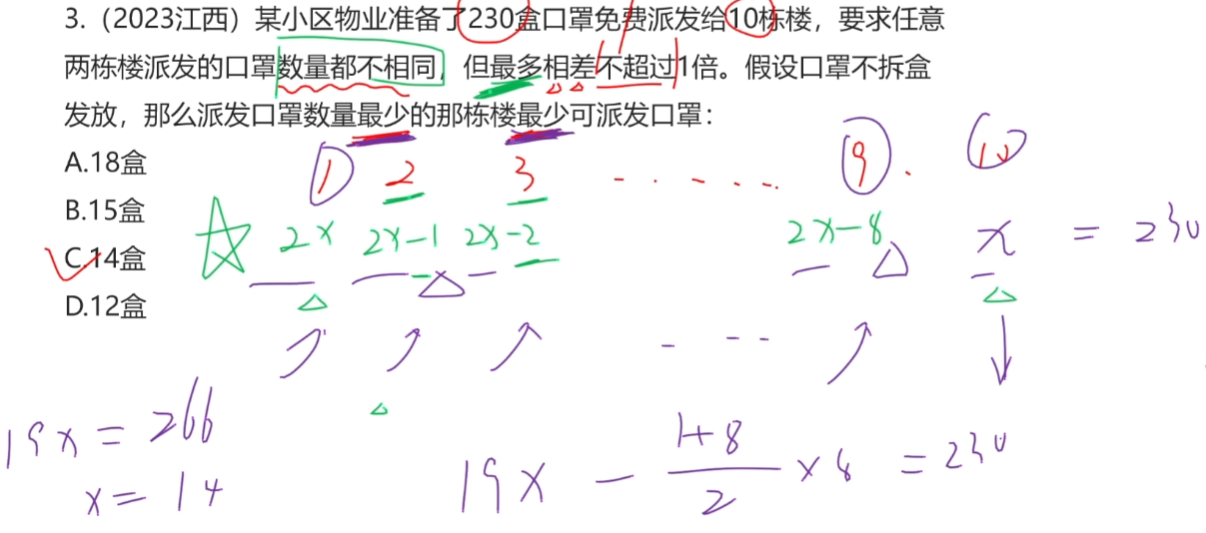 3.（2023江西）某小区物业准备了230盒口罩免费派发给10栋楼，要求任意
两栋楼派发的口罩数量都不相同，但最多相差不超过1倍。假设口罩不拆盒
发放，那么派发口罩数量最少的那栋楼最少可派发口罩：
A.18盒
① 2 3 ...... ⑨ . ⑩
B.15盒
2x 2x-1 2x-2 2x-8 x = 230
C.14盒
D.12盒
- - - -
19x = 266
19x - (1+8)/2 ×8 = 230
x = 14